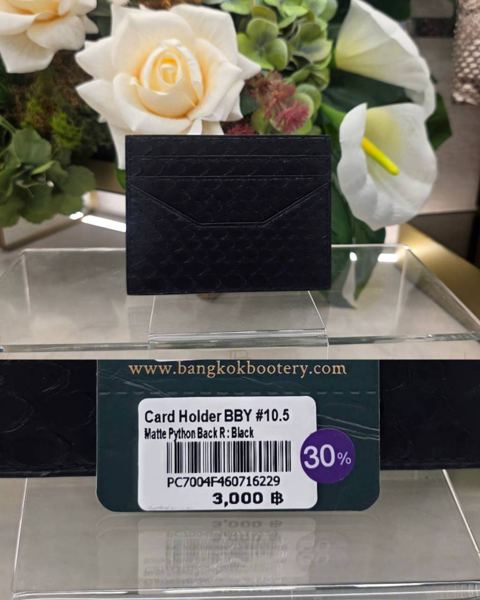 www.bangkokbootery.com
Card Holder BBY #10.5
Matte Python Back R : Black
30%
PC7004F460716229
3,000 ฿